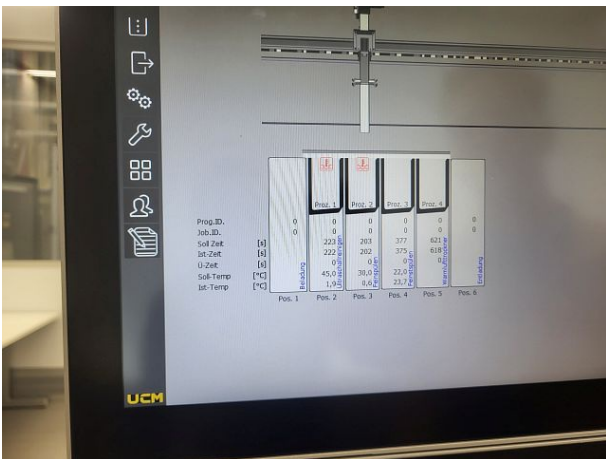 Proz. 1 Proz. 2 Proz. 3 Proz. 4
Prog.ID. 0 0 0 0 0 0
Job.ID. 0 0 0 0 0 0
Soll Zeit [s] 223 203 377 621
Ist-Zeit [s] 222 202 375 618
Ü-Zeit [s] 0 0 0 0
Soll-Temp [°C] 45,0 38,0 22,0
Ist-Temp [°C] 1,9 0,6 23,7
Beladung
Ultraschallreinigen
Feinspülen
Warmlufttrockner
Entladung
Pos. 1 Pos. 2 Pos. 3 Pos. 4 Pos. 5 Pos. 6
UCM